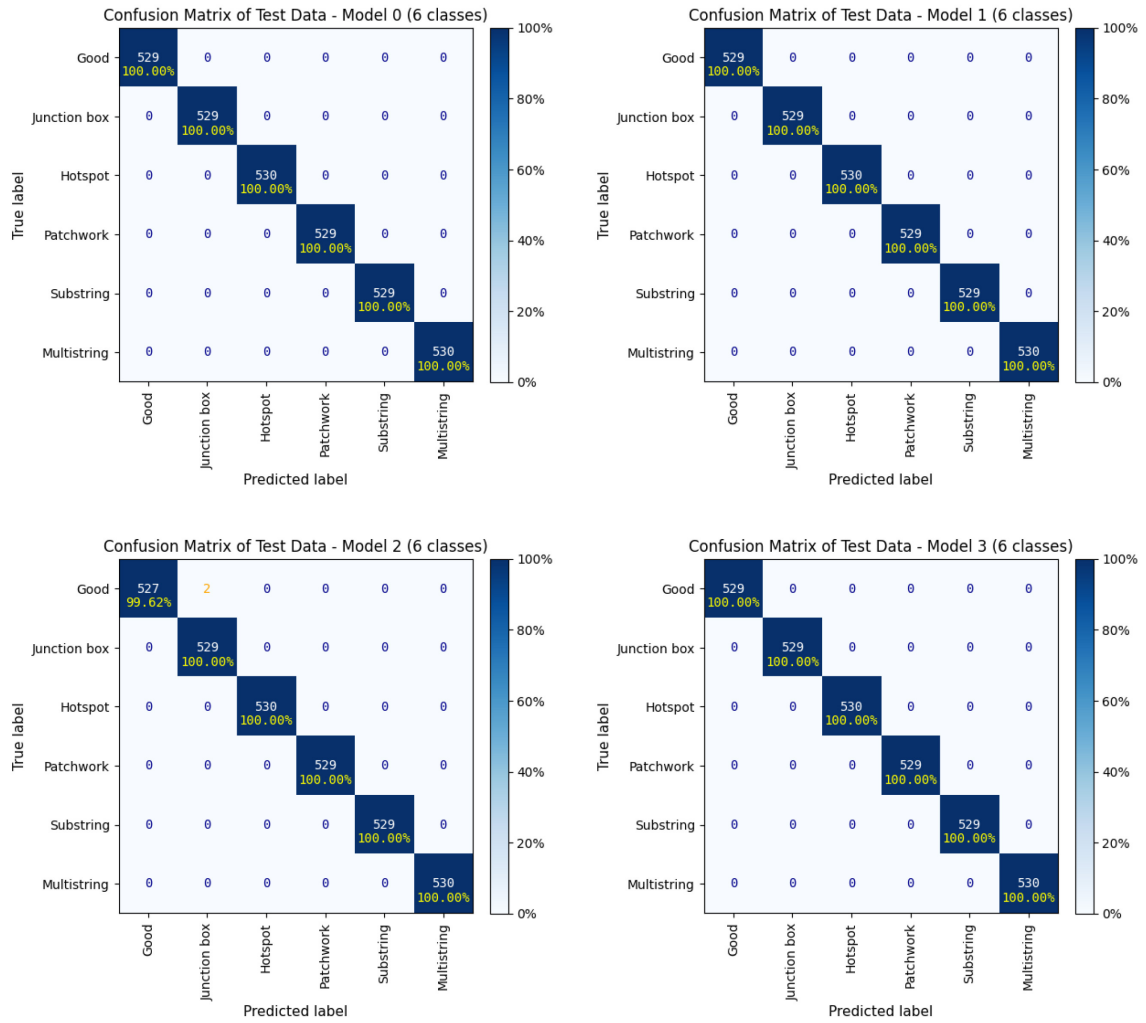 Confusion Matrix of Test Data - Model 0 (6 classes)
Good 529 0 0 0 0 0 100%
100.00%
80%
Junction box 0 529 0 0 0 0
100.00%
Hotspot 0 0 530 0 0 0 60%
100.00%
True label
Patchwork 0 0 0 529 0 0 40%
100.00%
Substring 0 0 0 0 529 0 20%
100.00%
Multistring 0 0 0 0 0 530
100.00%
0%
Good Junction box Hotspot Patchwork Substring Multistring
Predicted label
Confusion Matrix of Test Data - Model 1 (6 classes)
Good 529 0 0 0 0 0 100%
100.00%
80%
Junction box 0 529 0 0 0 0
100.00%
Hotspot 0 0 530 0 0 0 60%
100.00%
True label
Patchwork 0 0 0 529 0 0 40%
100.00%
Substring 0 0 0 0 529 0 20%
100.00%
Multistring 0 0 0 0 0 530
100.00%
0%
Good Junction box Hotspot Patchwork Substring Multistring
Predicted label
Confusion Matrix of Test Data - Model 2 (6 classes)
Good 527 2 0 0 0 0 100%
99.62%
80%
Junction box 0 529 0 0 0 0
100.00%
Hotspot 0 0 530 0 0 0 60%
100.00%
True label
Patchwork 0 0 0 529 0 0 40%
100.00%
Substring 0 0 0 0 529 0 20%
100.00%
Multistring 0 0 0 0 0 530
100.00%
0%
Good Junction box Hotspot Patchwork Substring Multistring
Predicted label
Confusion Matrix of Test Data - Model 3 (6 classes)
Good 529 0 0 0 0 0 100%
100.00%
80%
Junction box 0 529 0 0 0 0
100.00%
Hotspot 0 0 530 0 0 0 60%
100.00%
True label
Patchwork 0 0 0 529 0 0 40%
100.00%
Substring 0 0 0 0 529 0 20%
100.00%
Multistring 0 0 0 0 0 530
100.00%
0%
Good Junction box Hotspot Patchwork Substring Multistring
Predicted label